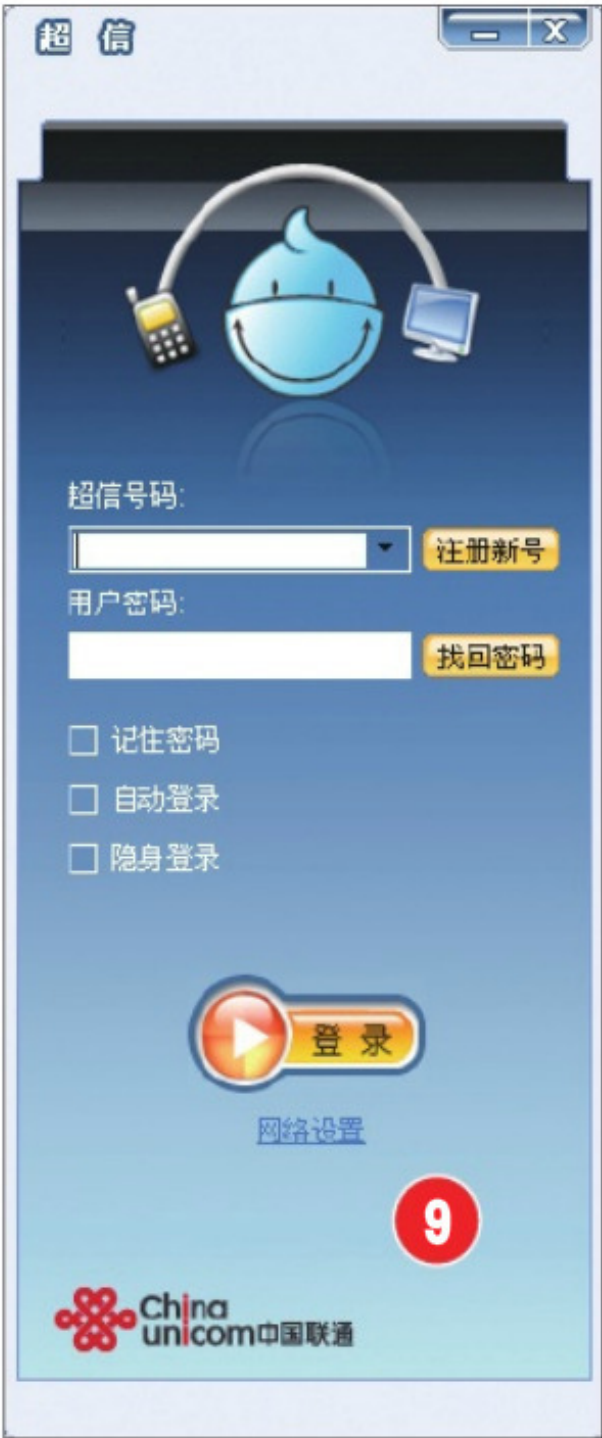 超信
超信号码:
注册新号
用户密码:
找回密码
记住密码
自动登录
隐身登录
登录
网络设置
9
China
unicom中国联通